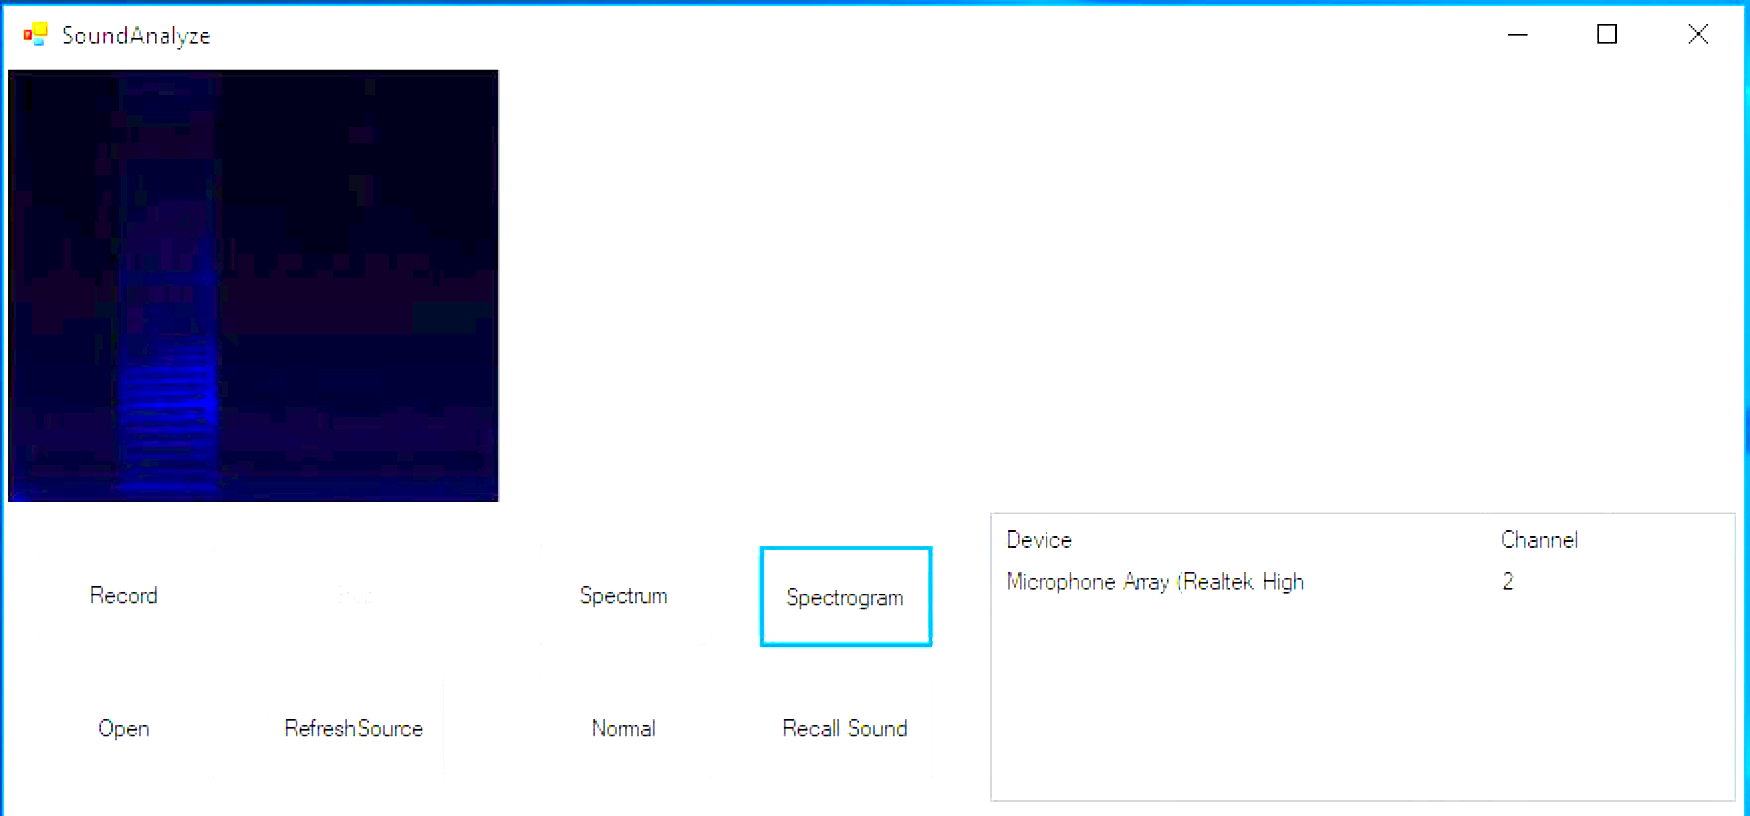 SoundAnalyze
Device Channel
Microphone Array (Realtek High 2
Record Spectrum Spectrogram
Open RefreshSource Normal Recall Sound